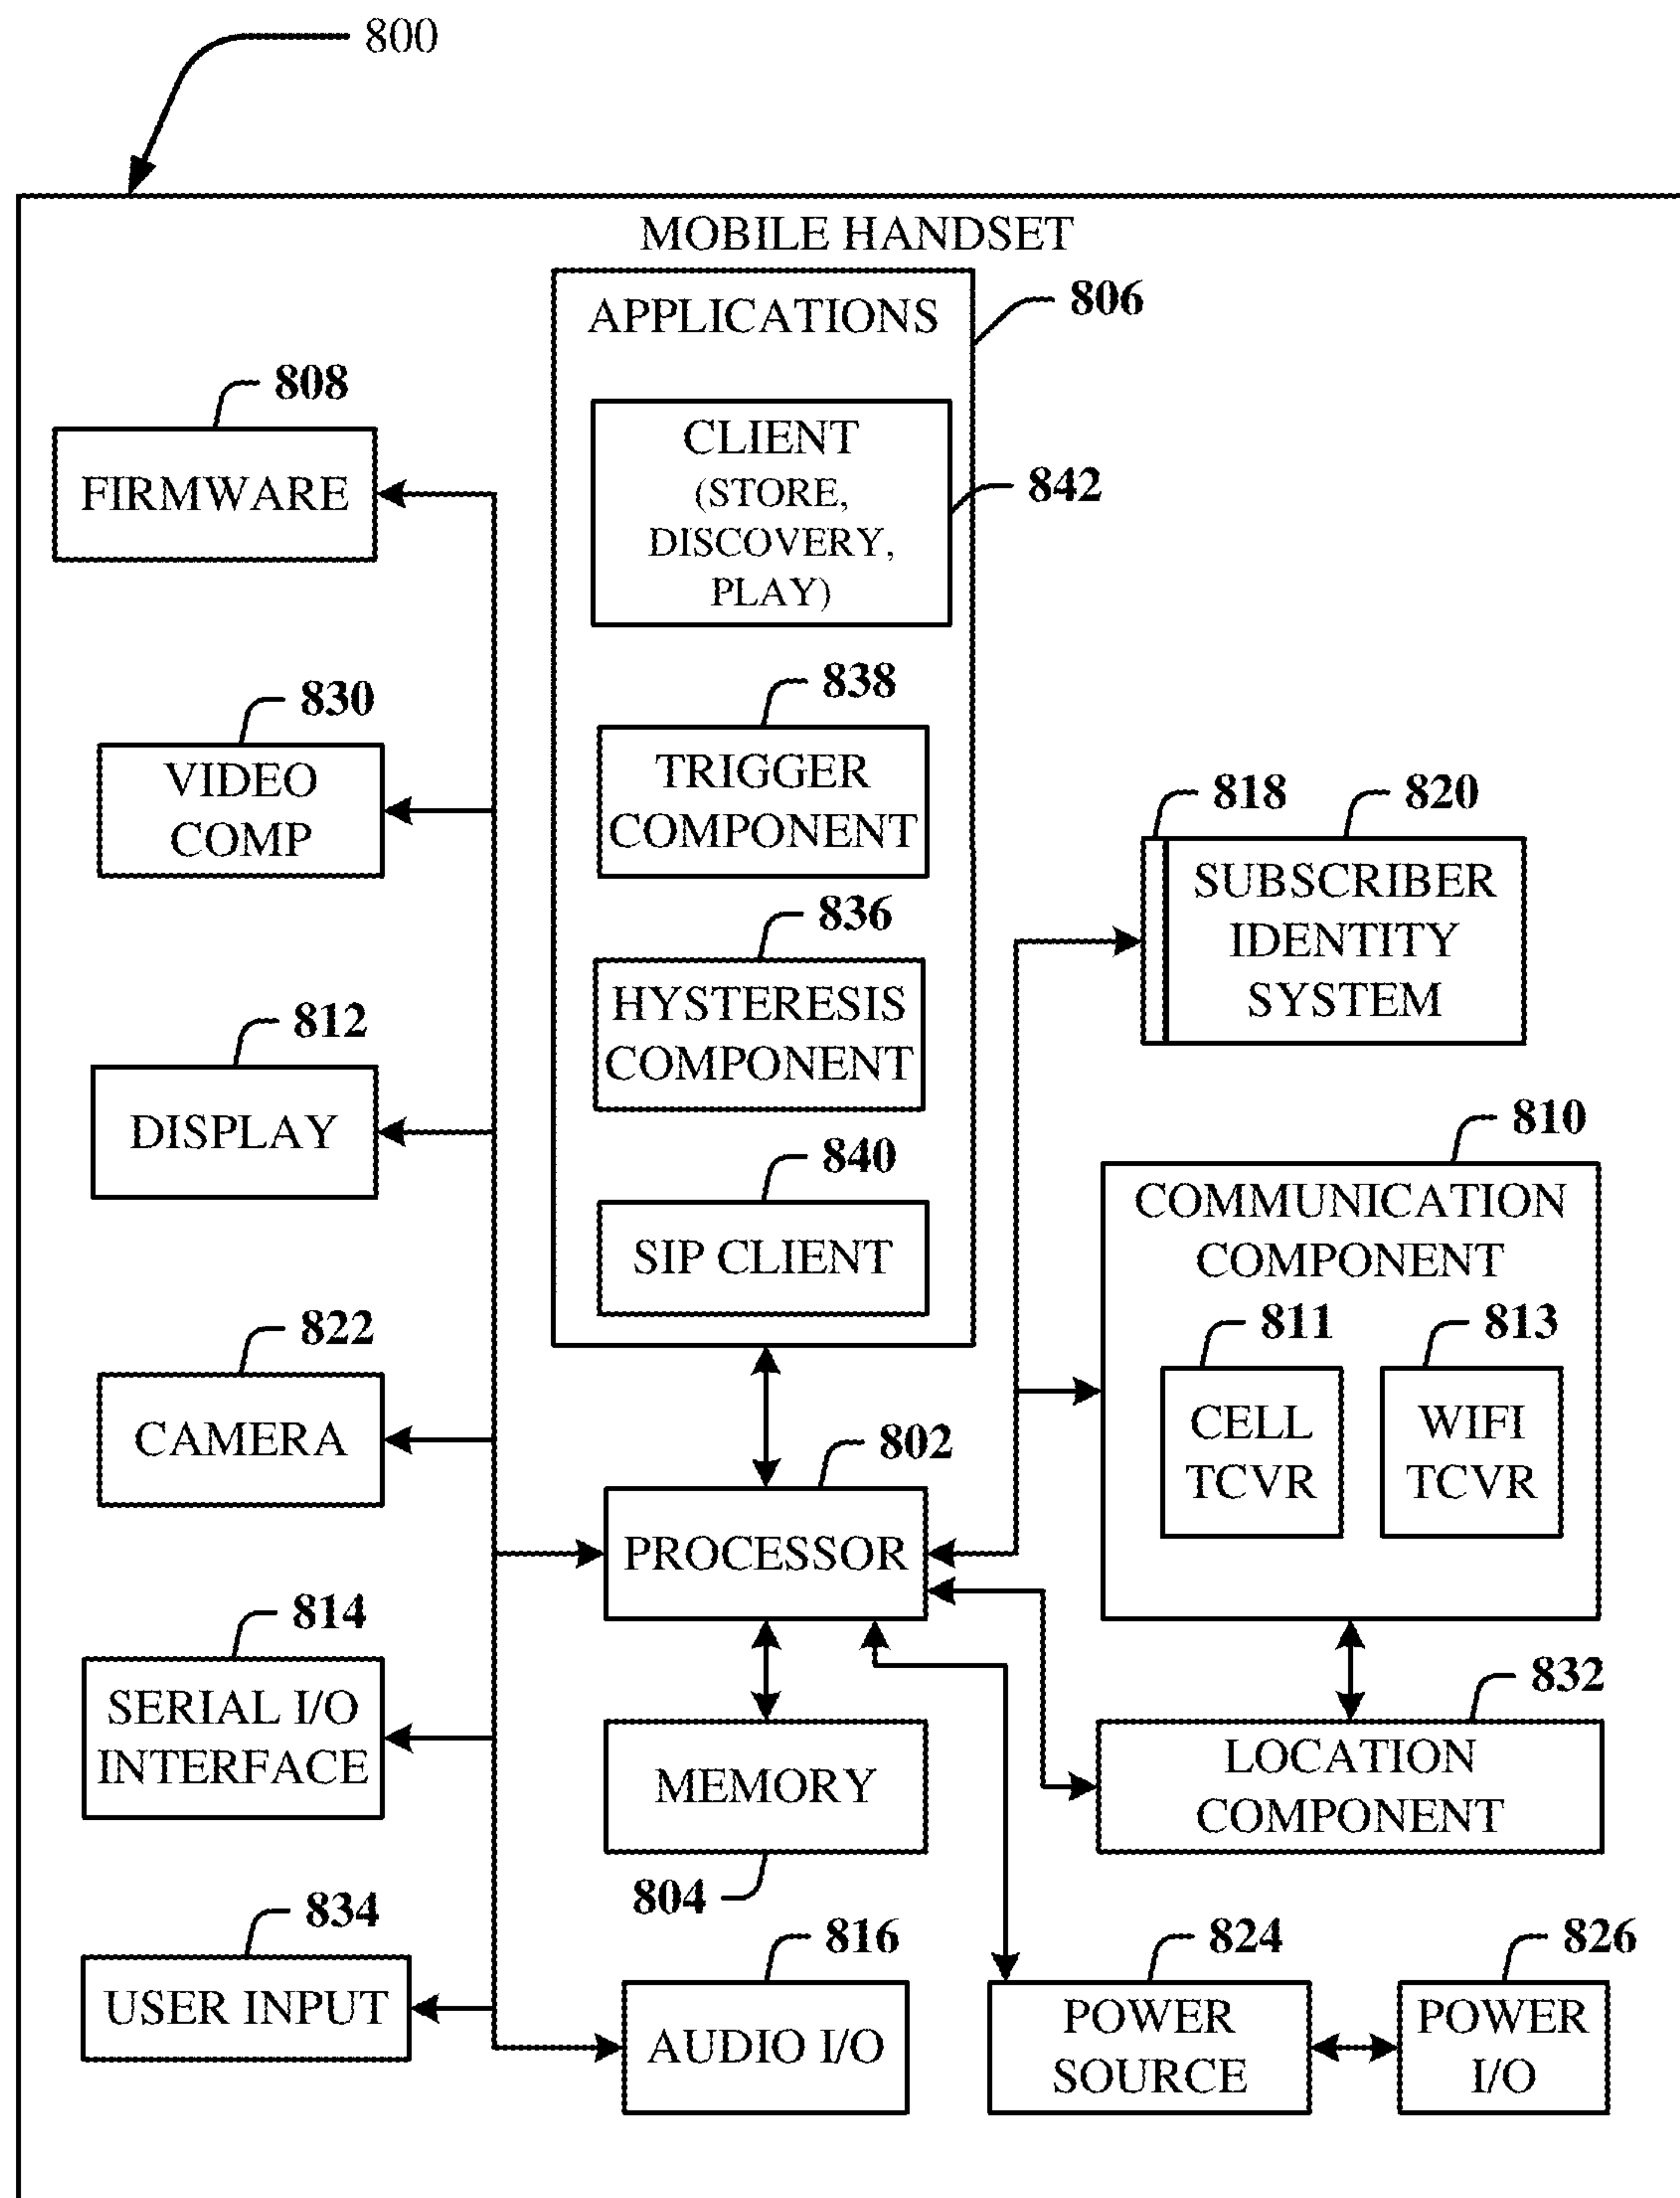 800
MOBILE HANDSET
APPLICATIONS
806
CLIENT
(STORE,
DISCOVERY,
PLAY)
842
838
TRIGGER
COMPONENT
836
HYSTERESIS
COMPONENT
840
SIP CLIENT
808
FIRMWARE
830
VIDEO
COMP
812
DISPLAY
822
CAMERA
814
SERIAL I/O
INTERFACE
834
USER INPUT
802
PROCESSOR
MEMORY
804
816
AUDIO I/O
818
820
SUBSCRIBER
IDENTITY
SYSTEM
810
COMMUNICATION
COMPONENT
811
CELL
TCVR
813
WIFI
TCVR
832
LOCATION
COMPONENT
824
POWER
SOURCE
826
POWER
I/O